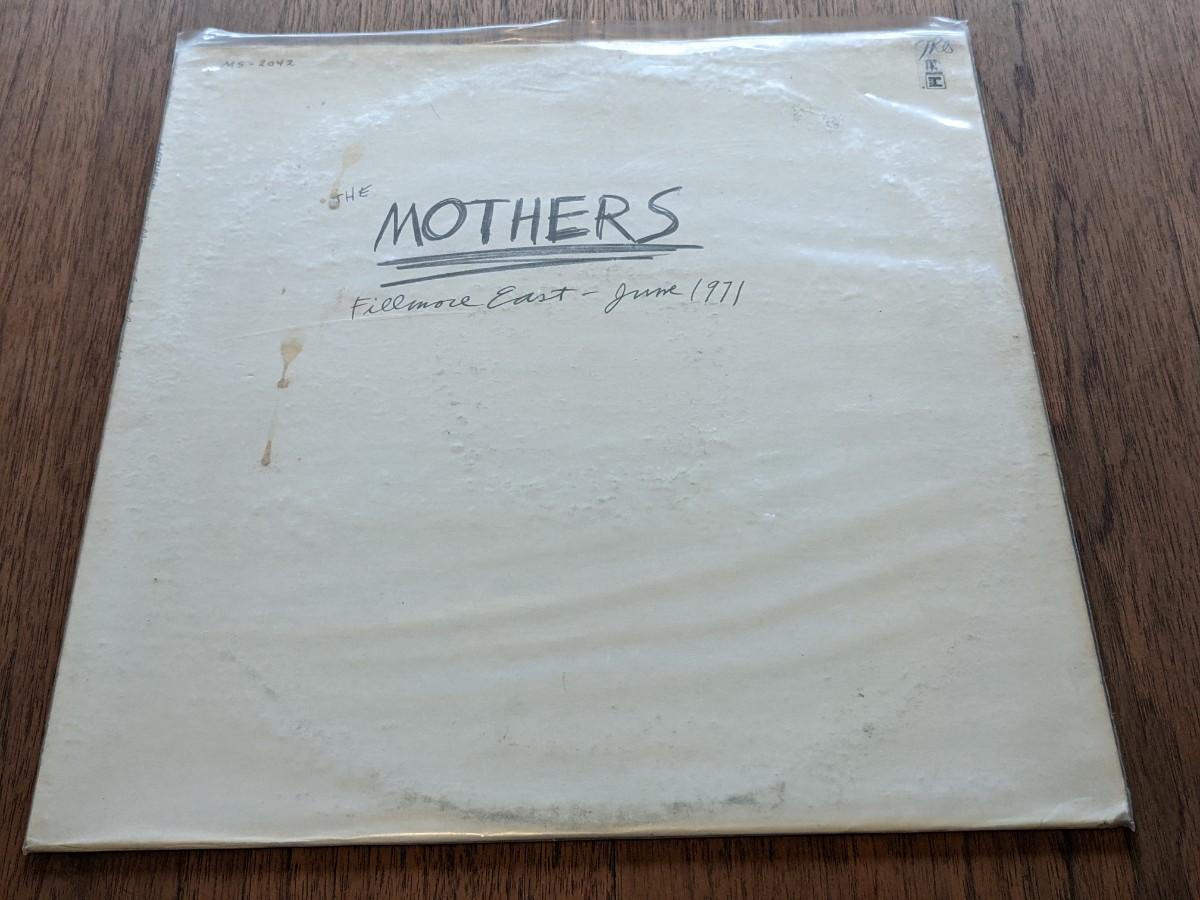 MS-2042
THE
MOTHERS
Fillmore East - June 1971